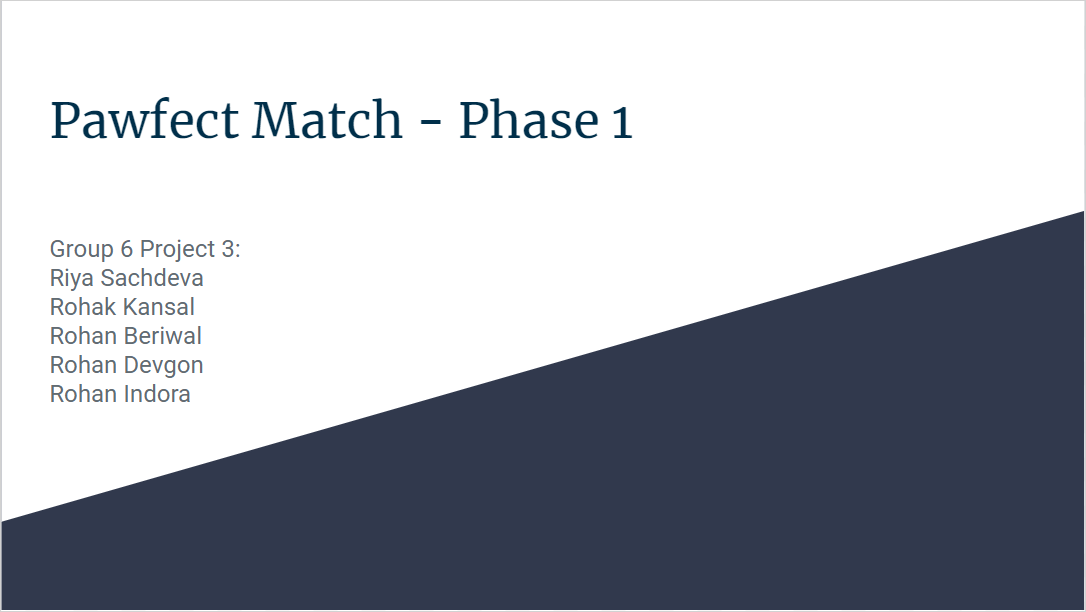 Pawfect Match - Phase 1
Group 6 Project 3:
Riya Sachdeva
Rohak Kansal
Rohan Beriwal
Rohan Devgon
Rohan Indora